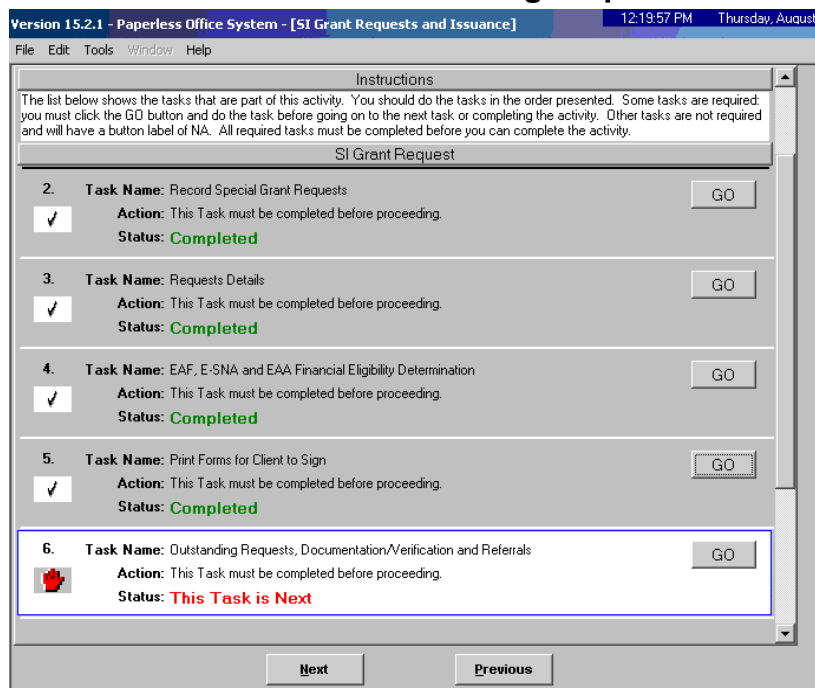 Version 15.2.1 - Paperless Office System - [SI Grant Requests and Issuance] 12:19:57 PM Thursday, August
File Edit Tools Window Help
Instructions
The list below shows the tasks that are part of this activity. You should do the tasks in the order presented. Some tasks are required:
you must click the GO button and do the task before going on to the next task or completing the activity. Other tasks are not required
and will have a button label of NA. All required tasks must be completed before you can complete the activity.
SI Grant Request
2. Task Name: Record Special Grant Requests GO
Action: This Task must be completed before proceeding.
Status: Completed
3. Task Name: Requests Details GO
Action: This Task must be completed before proceeding.
Status: Completed
4. Task Name: EAF, E-SNA and EAA Financial Eligibility Determination GO
Action: This Task must be completed before proceeding.
Status: Completed
5. Task Name: Print Forms for Client to Sign GO
Action: This Task must be completed before proceeding.
Status: Completed
6. Task Name: Outstanding Requests, Documentation/Verification and Referrals GO
Action: This Task must be completed before proceeding.
Status: This Task is Next
Next Previous